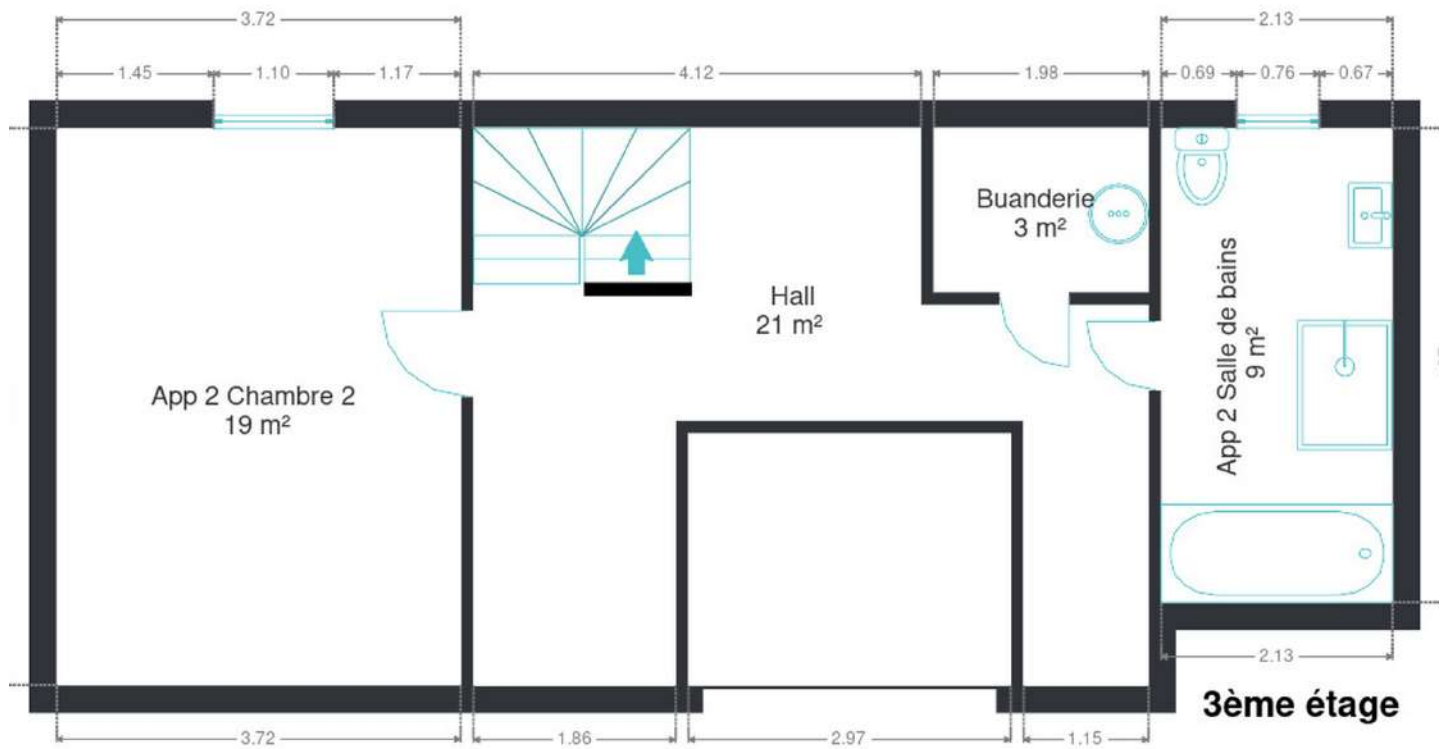 3.72
2.13
1.45
1.10
1.17
4.12
1.98
0.69
0.76
0.67
Buanderie
3 m²
Hall
21 m²
App 2 Salle de bains
9 m²
App 2 Chambre 2
19 m²
2.13
3ème étage
3.72
1.86
2.97
1.15